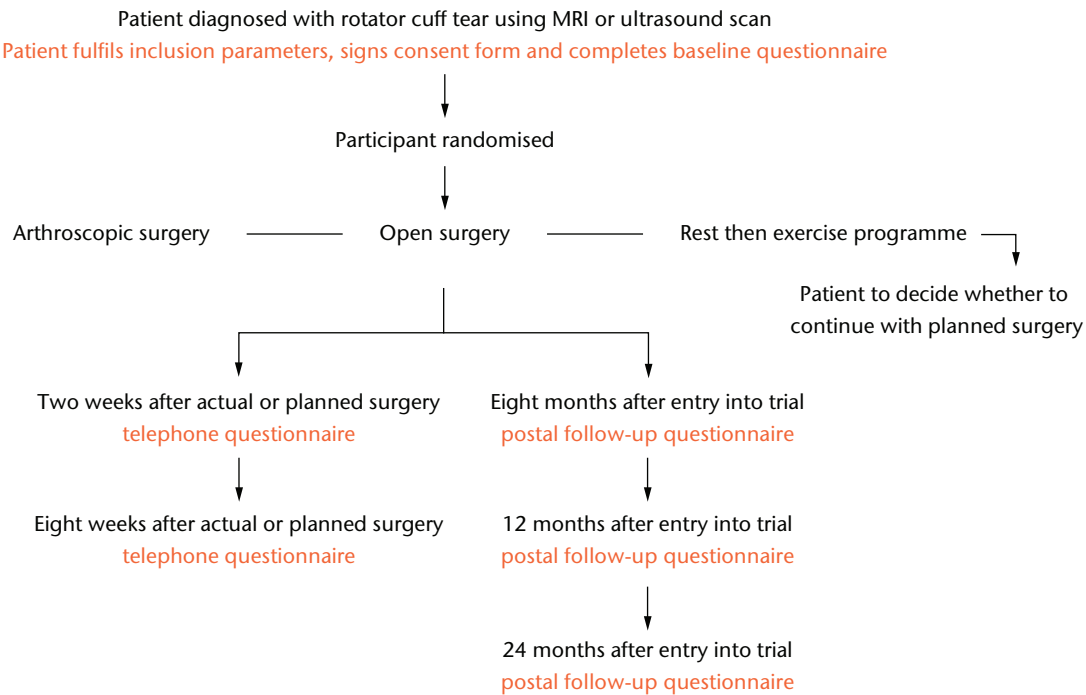 Patient diagnosed with rotator cuff tear using MRI or ultrasound scan
Patient fulfils inclusion parameters, signs consent form and completes baseline questionnaire
Participant randomised
Arthroscopic surgery
Open surgery
Rest then exercise programme
Patient to decide whether to
continue with planned surgery
Two weeks after actual or planned surgery
telephone questionnaire
Eight weeks after actual or planned surgery
telephone questionnaire
Eight months after entry into trial
postal follow-up questionnaire
12 months after entry into trial
postal follow-up questionnaire
24 months after entry into trial
postal follow-up questionnaire